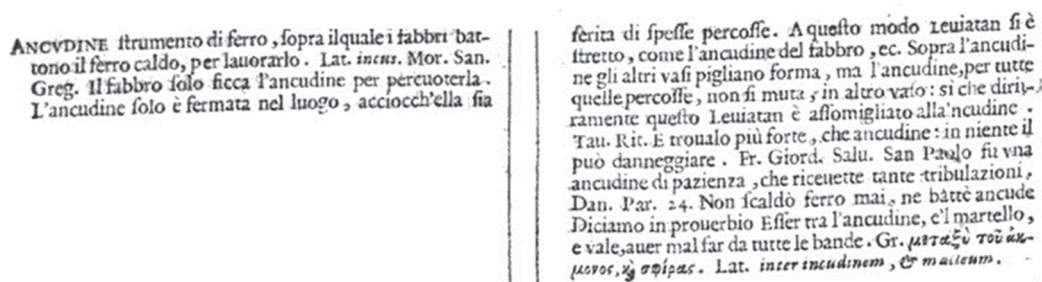 ANCVDINE ſtrumento di ferro, ſopra ilquale i fabbri bat-
tono il ferro caldo, per lauorarlo. Lat. incus. Mor. San.
Greg. Il fabbro ſolo ficca l'ancudine per percuoterla.
L'ancudine ſolo è fermata nel luogo, acciocch'ella ſia
ferita di ſpeſſe percoſſe. A queſto modo Leuiatan ſi è
ſtretto, come l'ancudine del fabbro, ec. Sopra l'ancudi-
ne gli altri vaſi pigliano forma, ma l'ancudine, per tutte
quelle percoſſe, non ſi muta, in altro vaſo: sì che dirit-
ramente queſto Leuiatan è aſſomigliato alla'ncudine.
Tau. Rit. E troualo più forte, che ancudine: in niente il
può danneggiare. Fr. Giord. Salu. San Paolo fu vna
ancudine di pazienza, che riceuette tante tribulazioni.
Dan. Par. 24. Non ſcaldò ferro mai, ne battè ancude
Diciamo in prouerbio Eſſer tra l'ancudine, e'l martello,
e vale, auer mal far da tutte le bande. Gr. μεταξὺ τοῦ ἀκ-
μονος, ϗ σφίρας. Lat. inter incudinem, & malleum.